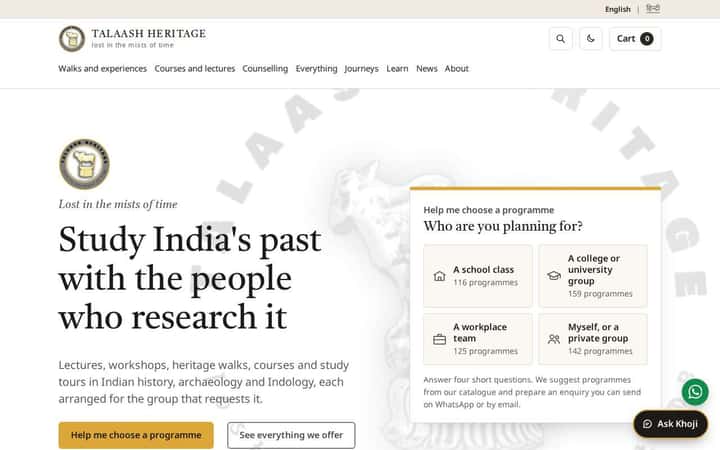 English | हिन्दी
TALAASH HERITAGE
lost in the mists of time
Cart 0
Walks and experiences Courses and lectures Counselling Everything Journeys Learn News About
Lost in the mists of time
Study India's past
with the people
who research it
Lectures, workshops, heritage walks, courses and study
tours in Indian history, archaeology and Indology, each
arranged for the group that requests it.
Help me choose a programme
See everything we offer
Help me choose a programme
Who are you planning for?
A school class
116 programmes
A college or
university
group
159 programmes
A workplace
team
125 programmes
Myself, or a
private group
142 programmes
Answer four short questions. We suggest programmes
from our catalogue and prepare an enquiry you can send
on WhatsApp or by email.
Ask Khoji